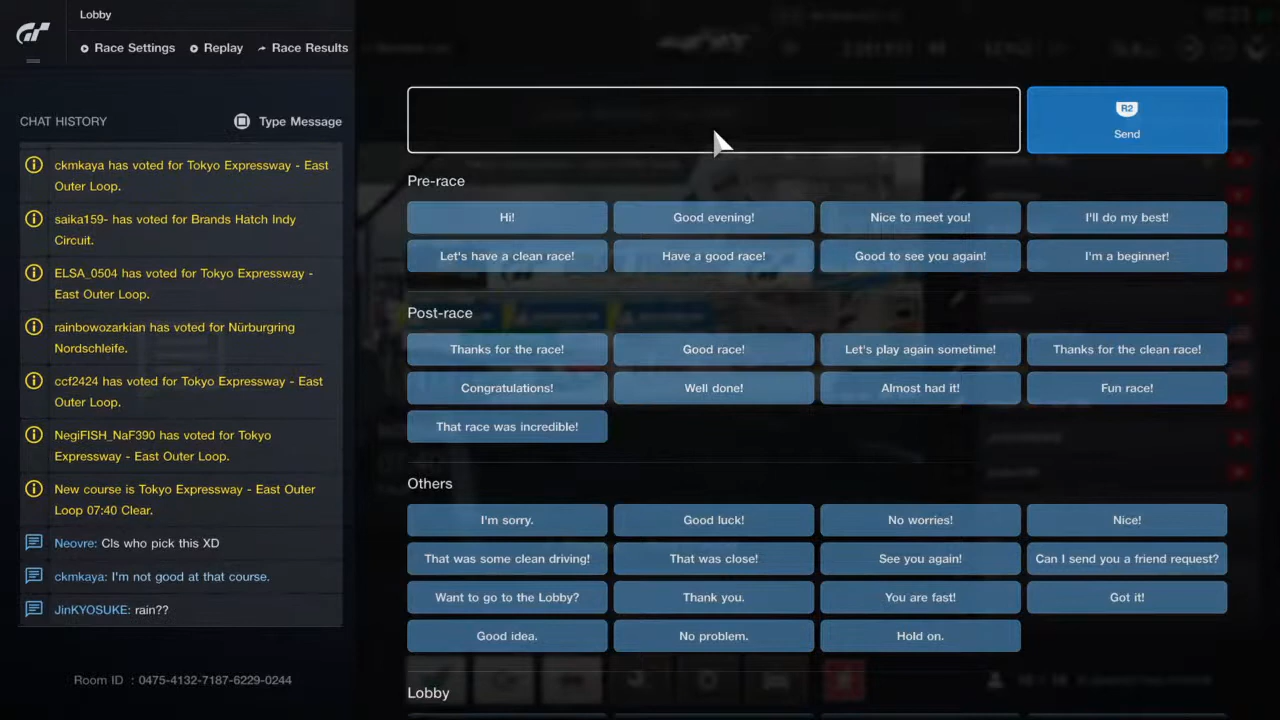 Lobby
Race Settings Replay Race Results
CHAT HISTORY Type Message
ckmkaya has voted for Tokyo Expressway - East
Outer Loop.
saika159- has voted for Brands Hatch Indy
Circuit.
ELSA_0504 has voted for Tokyo Expressway -
East Outer Loop.
rainbowozarkian has voted for Nürburgring
Nordschleife.
ccf2424 has voted for Tokyo Expressway - East
Outer Loop.
NegiFISH_NaF390 has voted for Tokyo
Expressway - East Outer Loop.
New course is Tokyo Expressway - East Outer
Loop 07:40 Clear.
Neovre: Cls who pick this XD
ckmkaya: I'm not good at that course.
JinKYOSUKE: rain??
Room ID : 0475-4132-7187-6229-0244
R2
Send
Pre-race
Hi! Good evening! Nice to meet you! I'll do my best!
Let's have a clean race! Have a good race! Good to see you again! I'm a beginner!
Post-race
Thanks for the race! Good race! Let's play again sometime! Thanks for the clean race!
Congratulations! Well done! Almost had it! Fun race!
That race was incredible!
Others
I'm sorry. Good luck! No worries! Nice!
That was some clean driving! That was close! See you again! Can I send you a friend request?
Want to go to the Lobby? Thank you. You are fast! Got it!
Good idea. No problem. Hold on.
Lobby